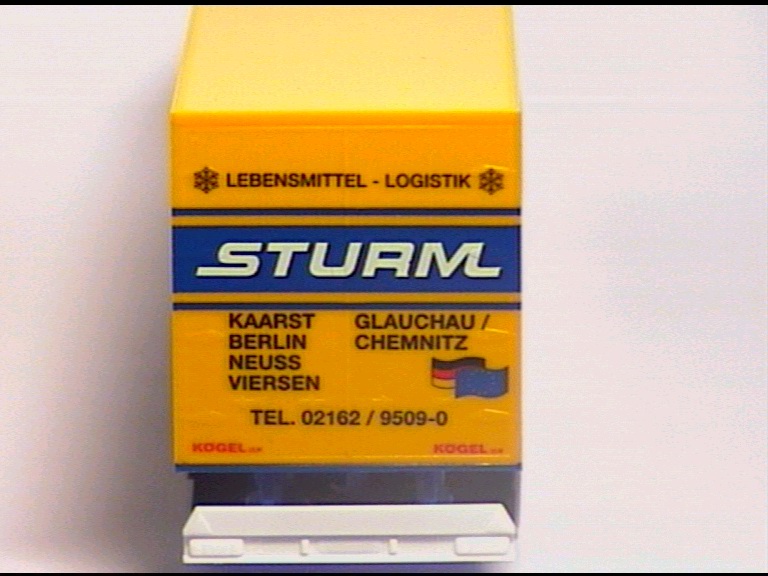 LEBENSMITTEL - LOGISTIK
STURM
KAARST
BERLIN
NEUSS
VIERSEN
GLAUCHAU /
CHEMNITZ
TEL. 02162 / 9509-0
KÖGEL KÖGEL